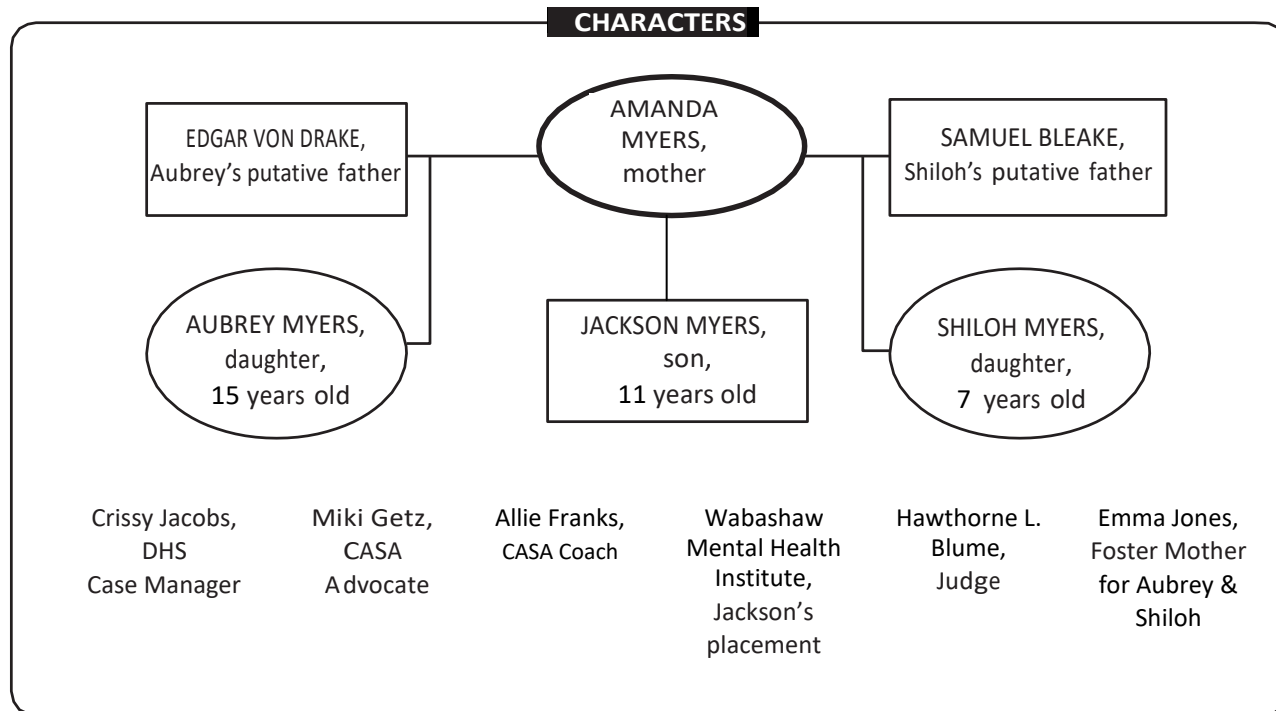 CHARACTERS
EDGAR VON DRAKE,
Aubrey’s putative father
AMANDA
MYERS,
mother
SAMUEL BLEAKE,
Shiloh’s putative father
AUBREY MYERS,
daughter,
15 years old
JACKSON MYERS,
son,
11 years old
SHILOH MYERS,
daughter,
7 years old
Crissy Jacobs,
DHS
Case Manager
Miki Getz,
CASA
Advocate
Allie Franks,
CASA Coach
Wabashaw
Mental Health
Institute,
Jackson’s
placement
Hawthorne L.
Blume,
Judge
Emma Jones,
Foster Mother
for Aubrey &
Shiloh